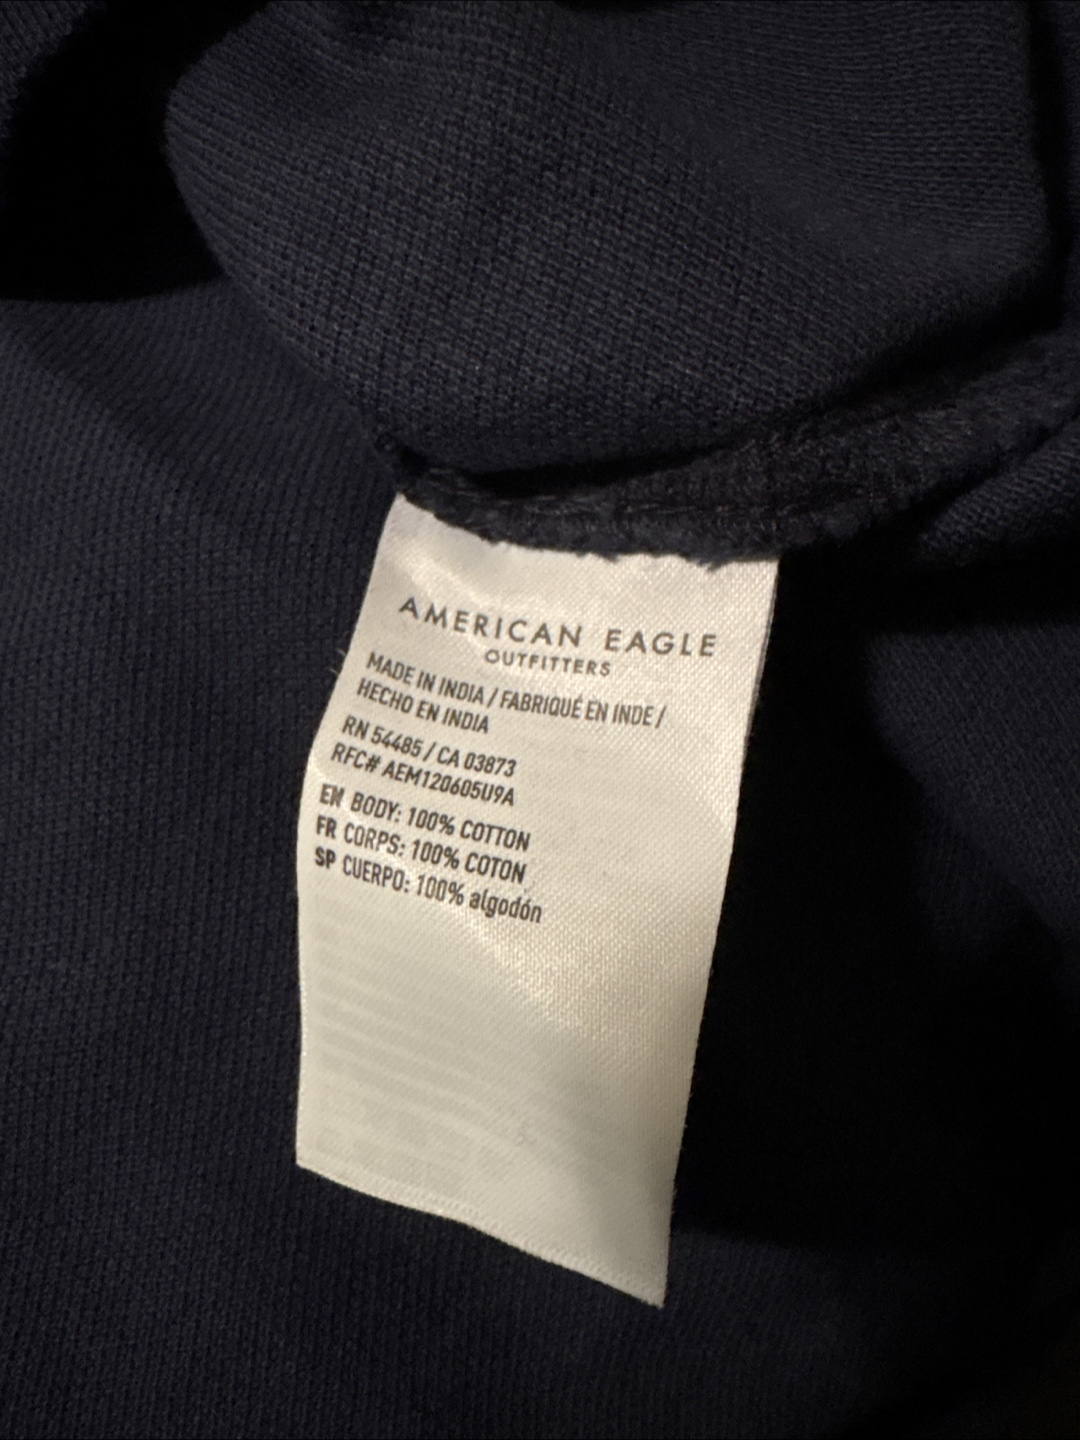 AMERICAN EAGLE
OUTFITTERS
MADE IN INDIA / FABRIQUÉ EN INDE /
HECHO EN INDIA
RN 54485 / CA 03873
RFC# AEM120605U9A
EN BODY: 100% COTTON
FR CORPS: 100% COTON
SP CUERPO: 100% algodón